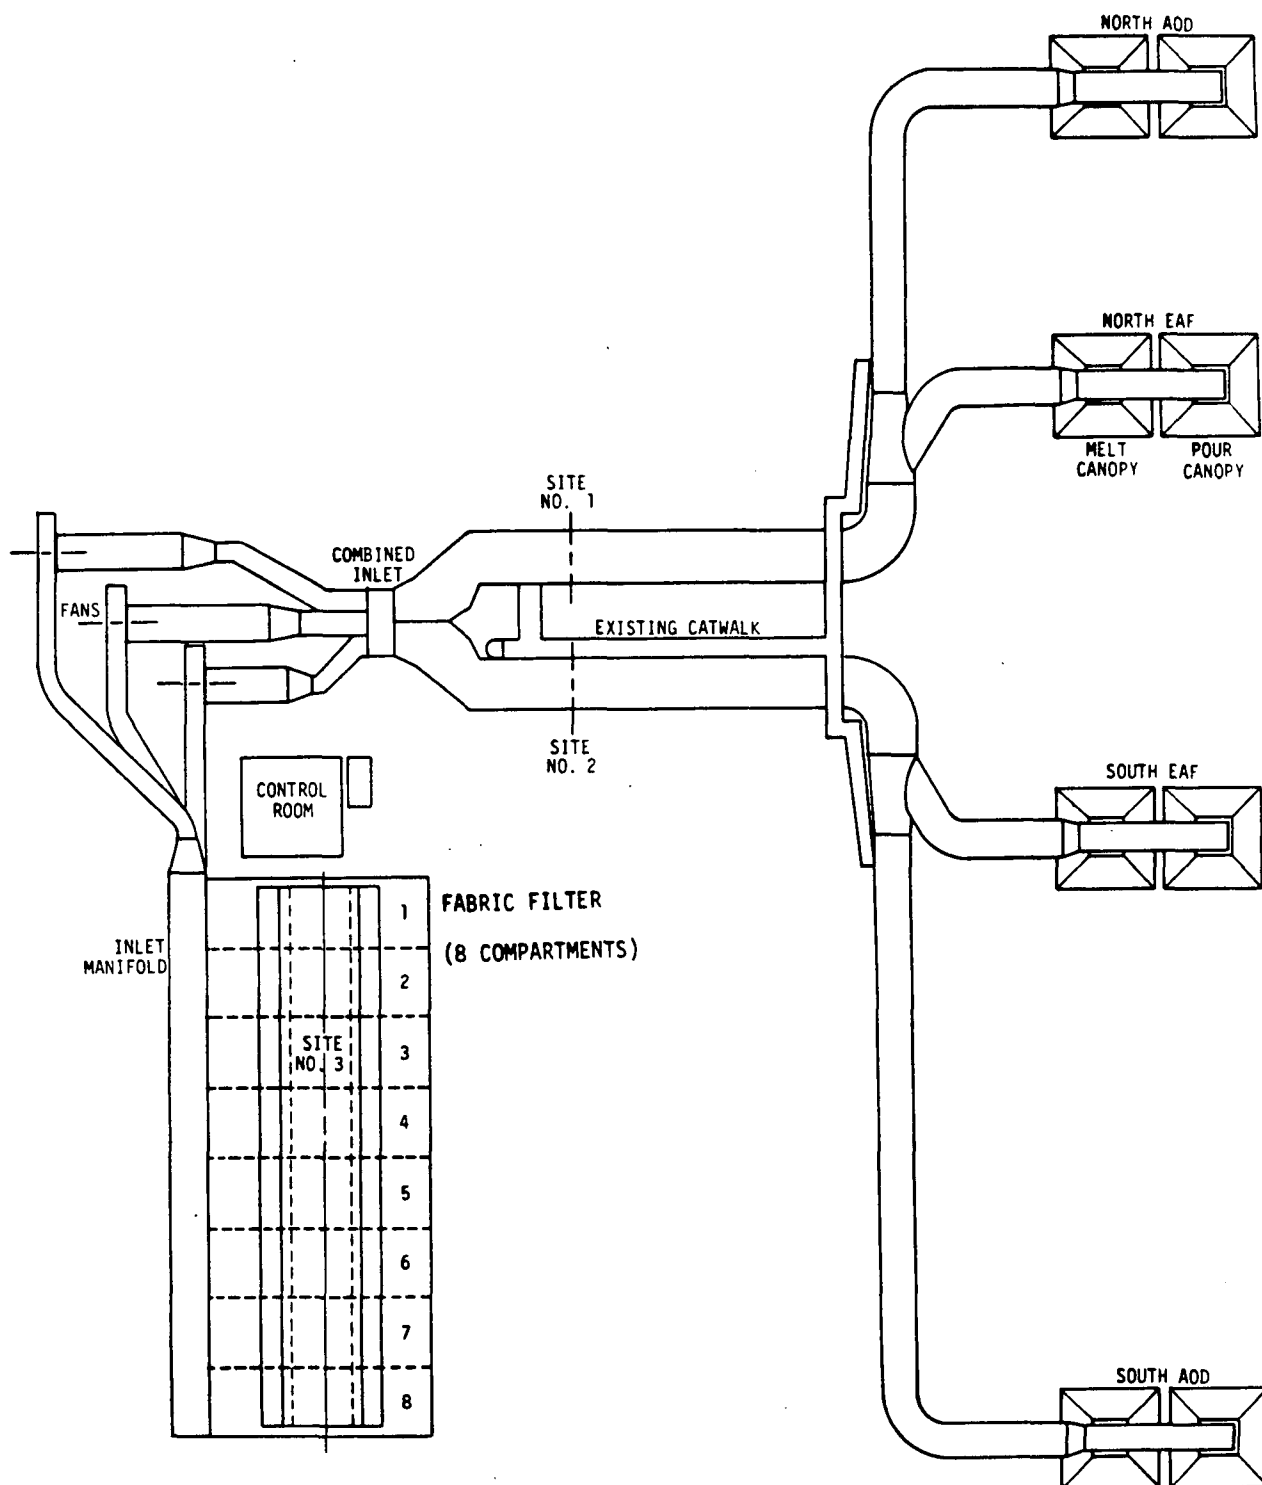 NORTH AOD
NORTH EAF
MELT
CANOPY
POUR
CANOPY
SITE
NO. 1
COMBINED
INLET
FANS
EXISTING CATWALK
SITE
NO. 2
CONTROL
ROOM
SOUTH EAF
FABRIC FILTER
(8 COMPARTMENTS)
INLET
MANIFOLD
1
2
SITE
NO. 3
3
4
5
6
7
8
SOUTH AOD